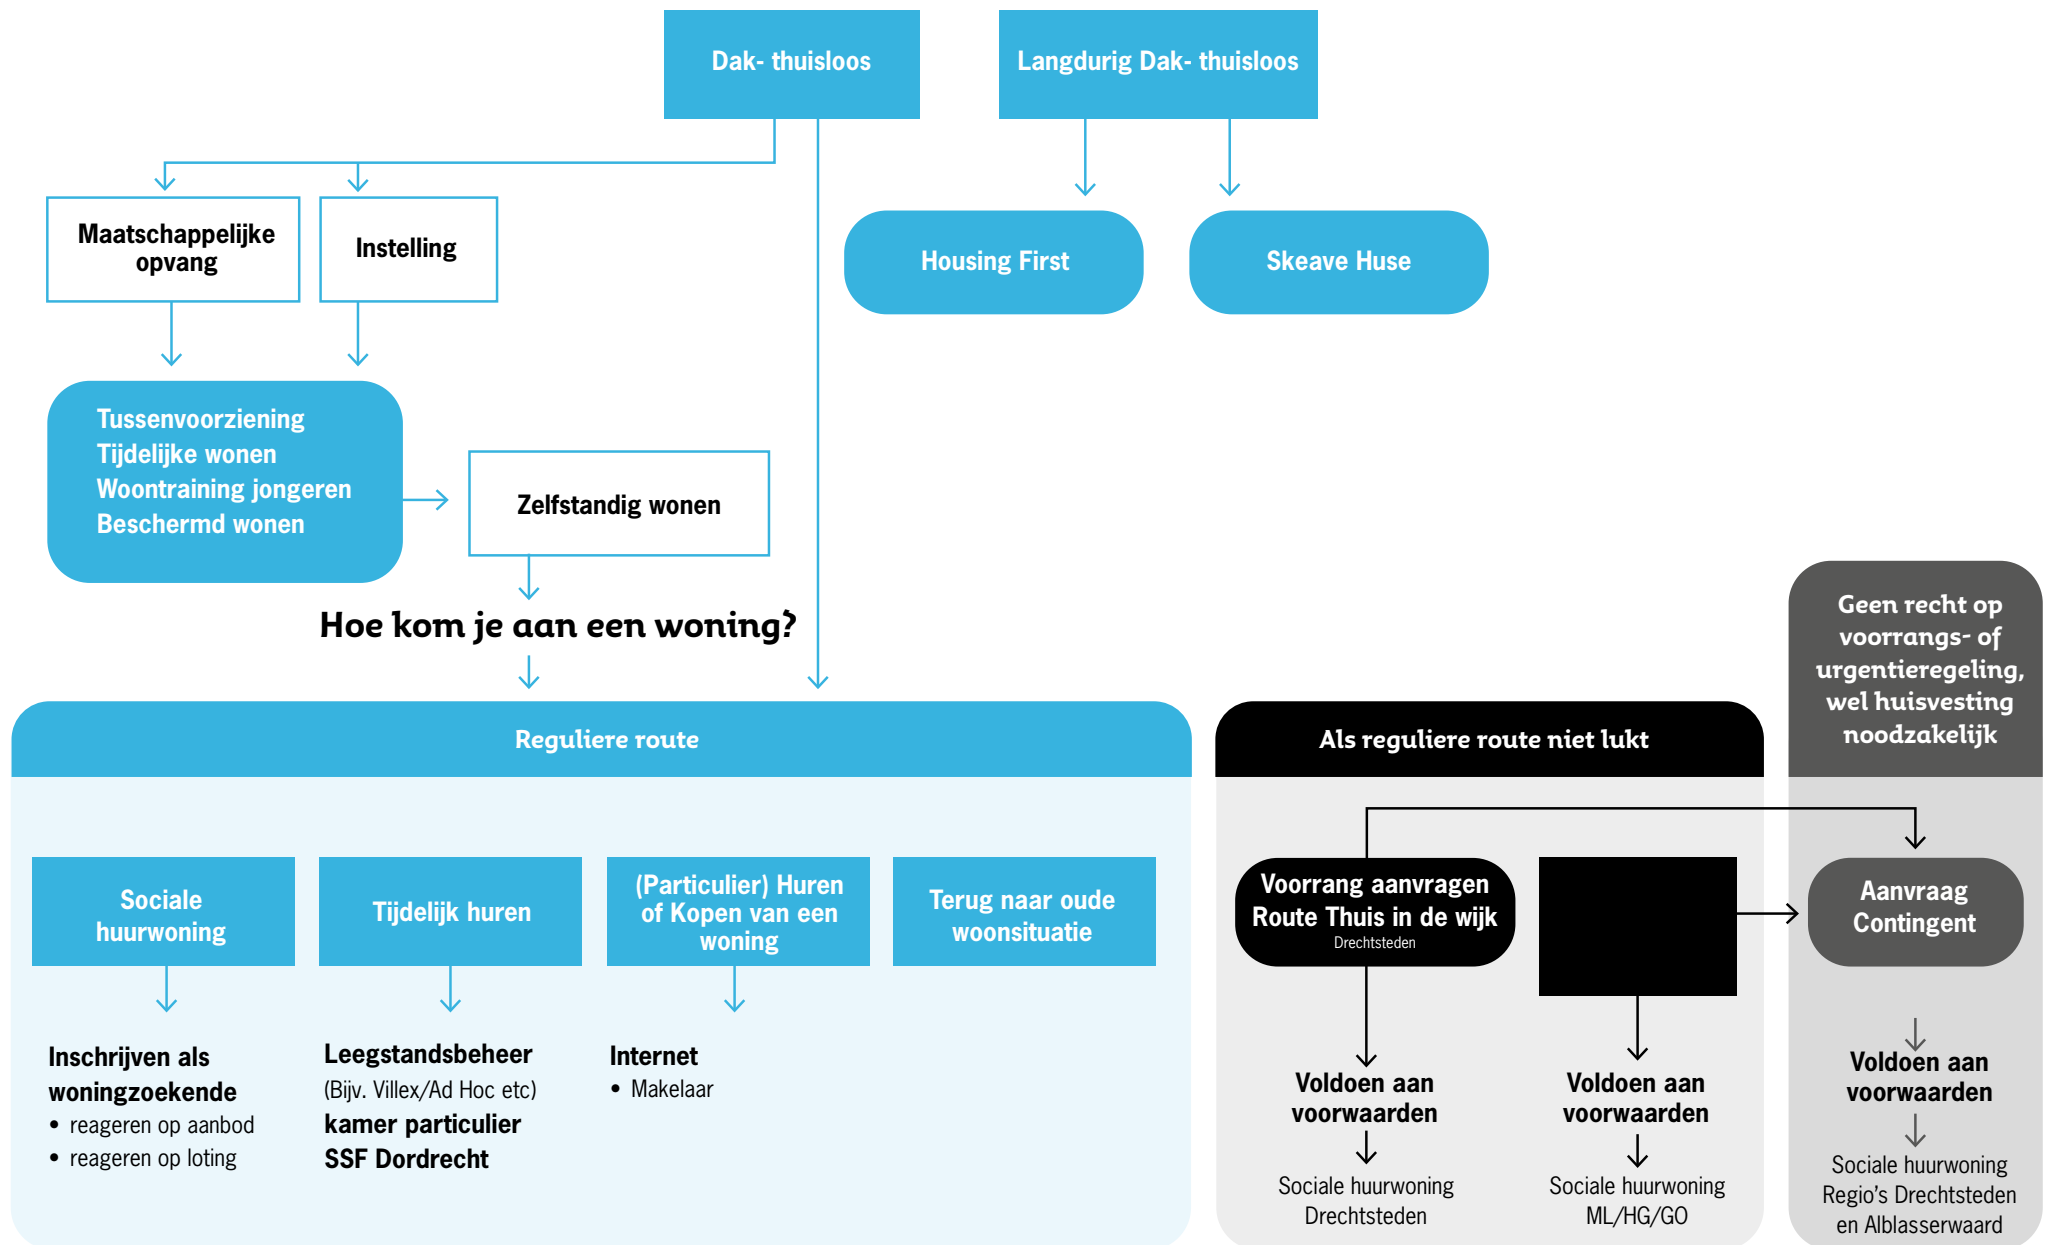 Dak- thuisloos
Langdurig Dak- thuisloos
Maatschappelijke
opvang
Instelling
Housing First
Skeave Huse
Tussenvoorziening
Tijdelijke wonen
Woontraining jongeren
Beschermd wonen
Zelfstandig wonen
Hoe kom je aan een woning?
Reguliere route
Sociale
huurwoning
Tijdelijk huren
(Particulier) Huren
of Kopen van een
woning
Terug naar oude
woonsituatie
Inschrijven als
woningzoekende
• reageren op aanbod
• reageren op loting
Leegstandsbeheer
(Bijv. Villex/Ad Hoc etc)
kamer particulier
SSF Dordrecht
Internet
• Makelaar
Als reguliere route niet lukt
Voorrang aanvragen
Route Thuis in de wijk
Drechtsteden
Voldoen aan
voorwaarden
Sociale huurwoning
Drechtsteden
Voldoen aan
voorwaarden
Sociale huurwoning
ML/HG/GO
Geen recht op
voorrangs- of
urgentieregeling,
wel huisvesting
noodzakelijk
Aanvraag
Contingent
Voldoen aan
voorwaarden
Sociale huurwoning
Regio's Drechtsteden
en Alblasserwaard